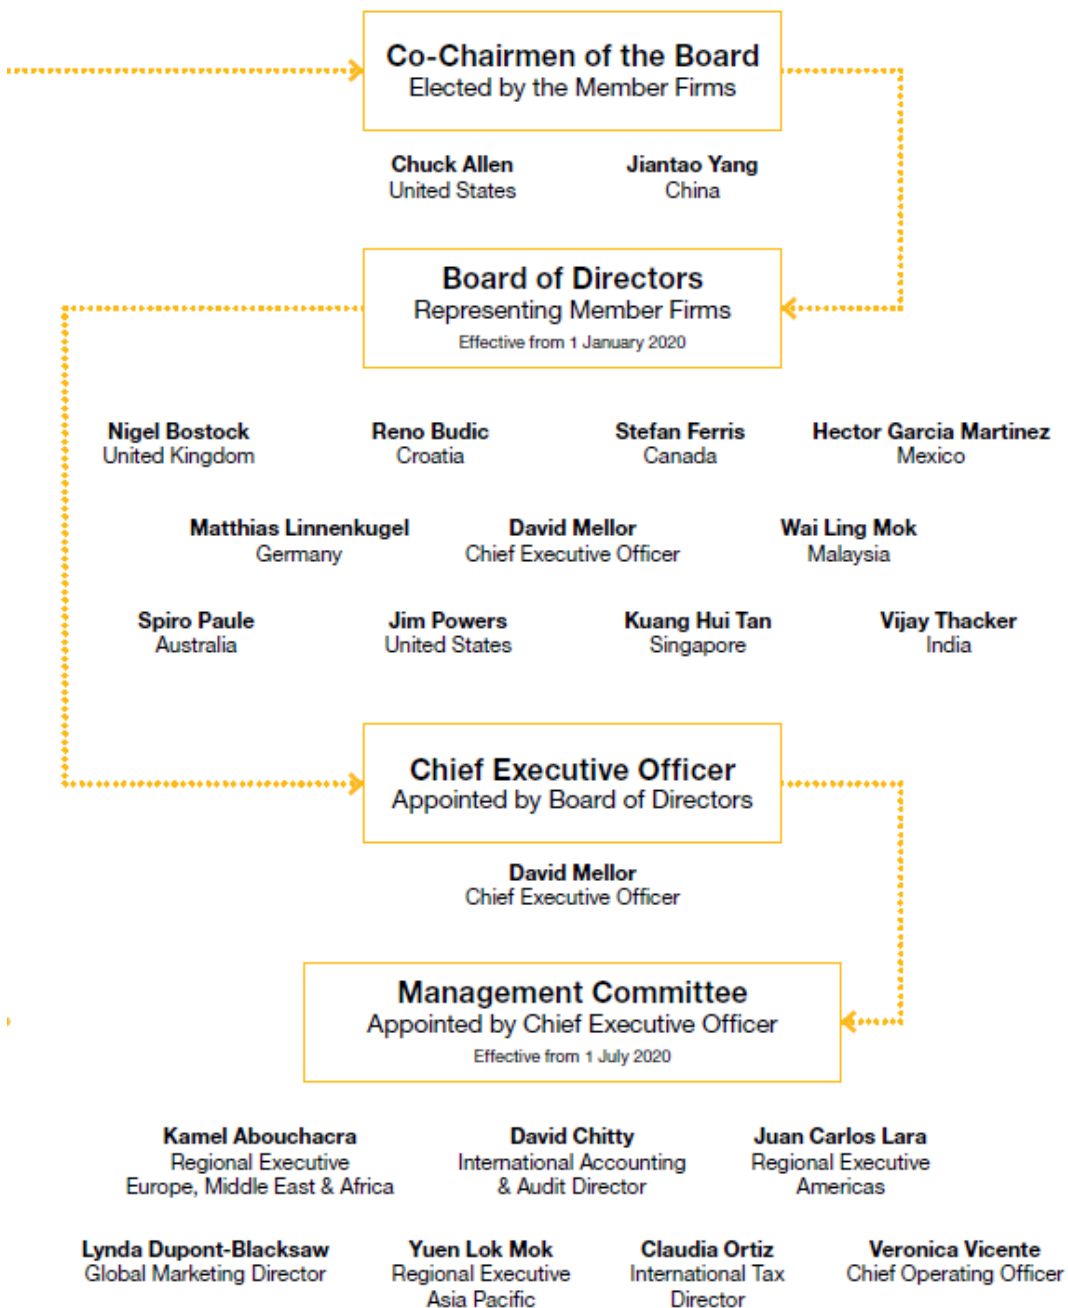 Co-Chairmen of the Board
Elected by the Member Firms
Chuck Allen
United States
Jiantao Yang
China
Board of Directors
Representing Member Firms
Effective from 1 January 2020
Nigel Bostock
United Kingdom
Reno Budic
Croatia
Stefan Ferris
Canada
Hector Garcia Martinez
Mexico
Matthias Linnenkugel
Germany
David Mellor
Chief Executive Officer
Wai Ling Mok
Malaysia
Spiro Paule
Australia
Jim Powers
United States
Kuang Hui Tan
Singapore
Vijay Thacker
India
Chief Executive Officer
Appointed by Board of Directors
David Mellor
Chief Executive Officer
Management Committee
Appointed by Chief Executive Officer
Effective from 1 July 2020
Kamel Abouchacra
Regional Executive
Europe, Middle East & Africa
David Chitty
International Accounting
& Audit Director
Juan Carlos Lara
Regional Executive
Americas
Lynda Dupont-Blacksaw
Global Marketing Director
Yuen Lok Mok
Regional Executive
Asia Pacific
Claudia Ortiz
International Tax
Director
Veronica Vicente
Chief Operating Officer